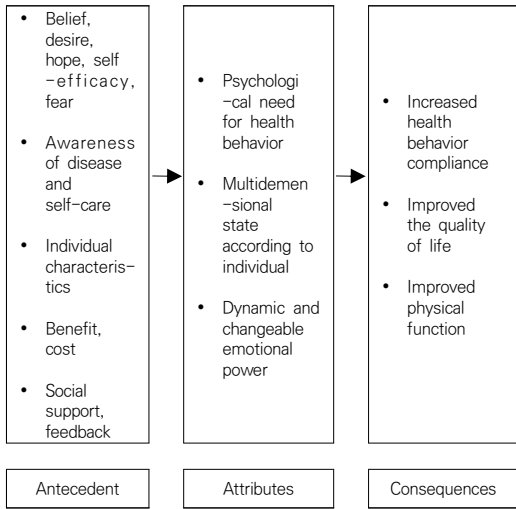 • Belief,
desire,
hope, self
-efficacy,
fear
• Awareness
of disease
and
self-care
• Individual
characteris-
tics
• Benefit,
cost
• Social
support,
feedback
• Psychologi
-cal need
for health
behavior
• Multidemen
-sional
state
according to
individual
• Dynamic and
changeable
emotional
power
• Increased
health
behavior
compliance
• Improved
the quality
of life
• Improved
physical
function
Antecedent
Attributes
Consequences